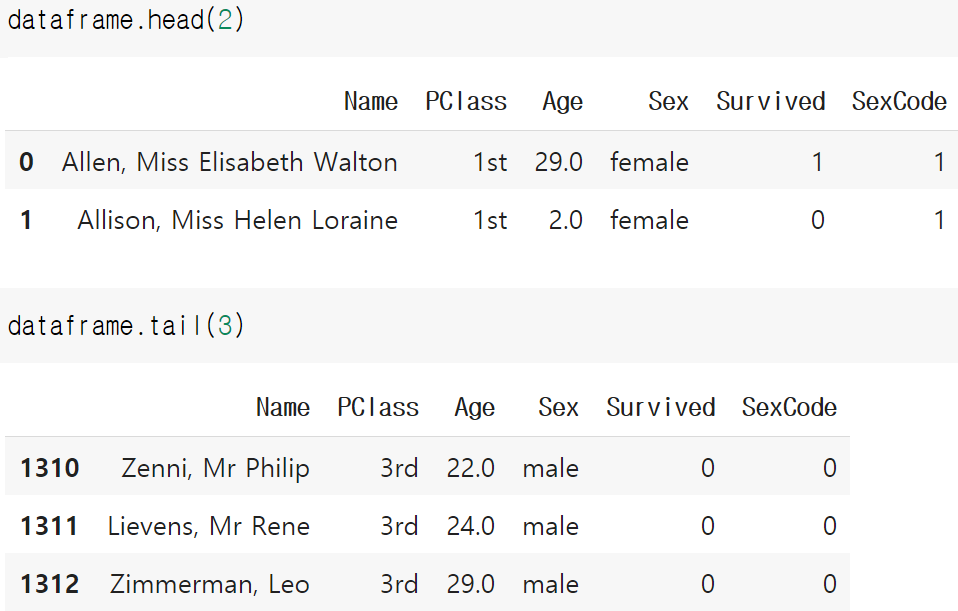 dataframe.head(2)
Name PClass Age Sex Survived SexCode
0 Allen, Miss Elisabeth Walton 1st 29.0 female 1 1
1 Allison, Miss Helen Loraine 1st 2.0 female 0 1
dataframe.tail(3)
Name PClass Age Sex Survived SexCode
1310 Zenni, Mr Philip 3rd 22.0 male 0 0
1311 Lievens, Mr Rene 3rd 24.0 male 0 0
1312 Zimmerman, Leo 3rd 29.0 male 0 0